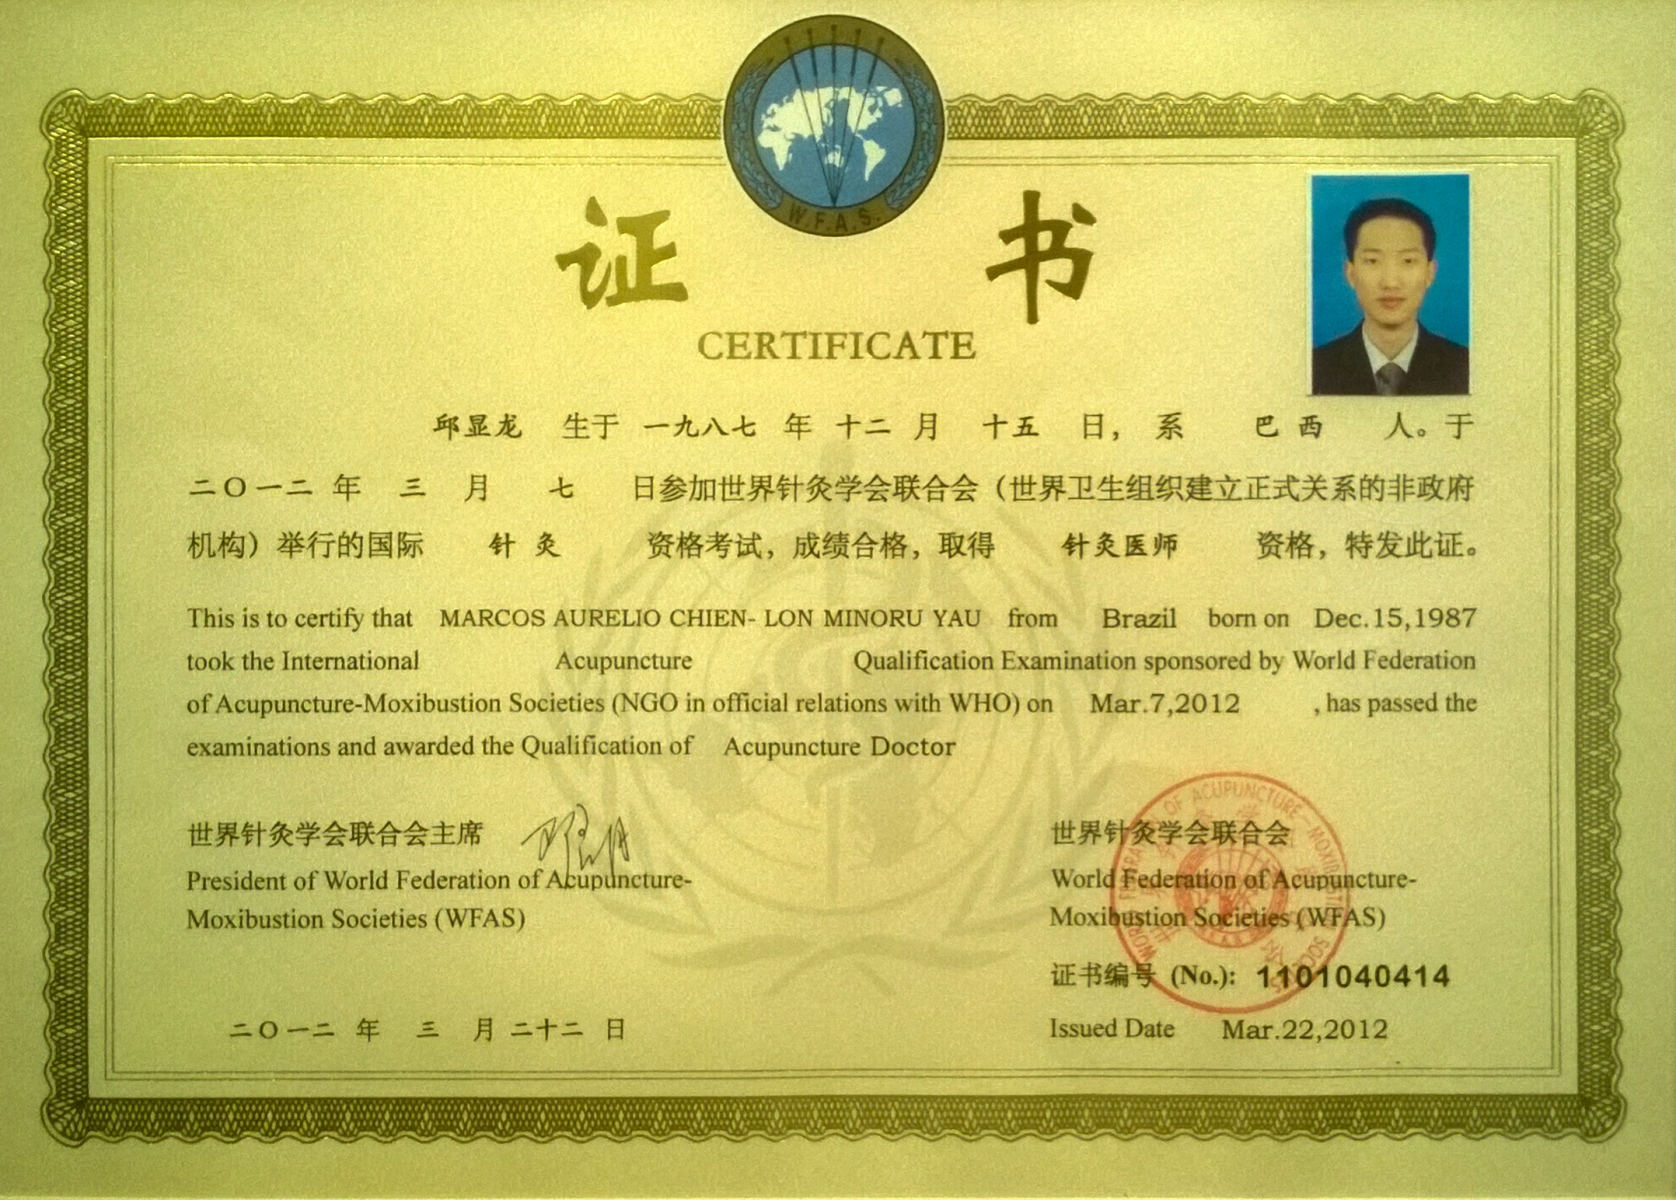 W.F.A.S.
证 书
CERTIFICATE
邱显龙 生于 一九八七 年 十二 月 十五 日，系 巴西 人。于
二〇一二 年 三 月 七 日参加世界针灸学会联合会（世界卫生组织建立正式关系的非政府
机构）举行的国际 针灸 资格考试，成绩合格，取得 针灸医师 资格，特发此证。
This is to certify that MARCOS AURELIO CHIEN- LON MINORU YAU from Brazil born on Dec.15,1987
took the International Acupuncture Qualification Examination sponsored by World Federation
of Acupuncture-Moxibustion Societies (NGO in official relations with WHO) on Mar.7,2012 , has passed the
examinations and awarded the Qualification of Acupuncture Doctor
世界针灸学会联合会主席
President of World Federation of Acupuncture-
Moxibustion Societies (WFAS)
二〇一二 年 三 月 二十二 日
世界针灸学会联合会
World Federation of Acupuncture-
Moxibustion Societies (WFAS)
证书编号 (No.): 1101040414
Issued Date Mar.22,2012